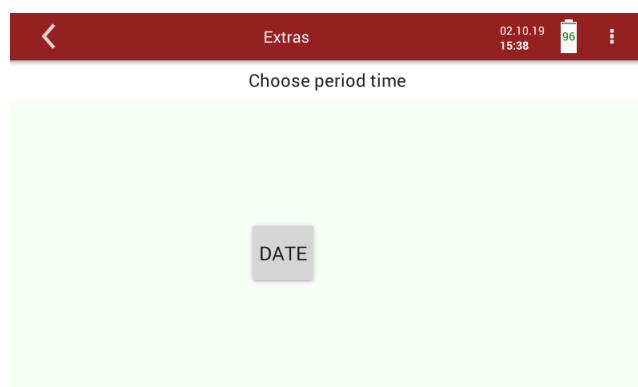 Extras
02.10.19
15:38
96
Choose period time
DATE